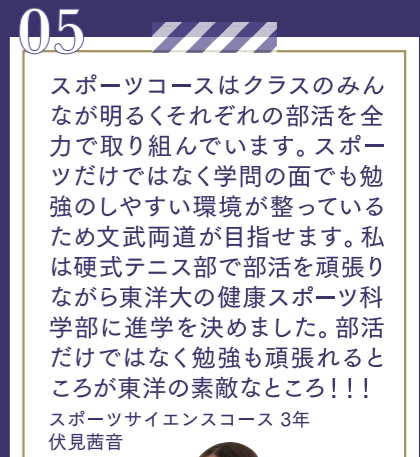 05
スポーツコースはクラスのみん
なが明るくそれぞれの部活を全
力で取り組んでいます。スポー
ツだけではなく学問の面でも勉
強のしやすい環境が整っている
ため文武両道が目指せます。私
は硬式テニス部で部活を頑張り
ながら東洋大の健康スポーツ科
学部に進学を決めました。部活
だけではなく勉強も頑張れると
ころが東洋の素敵なところ！！！
スポーツサイエンスコース 3年
伏見茜音